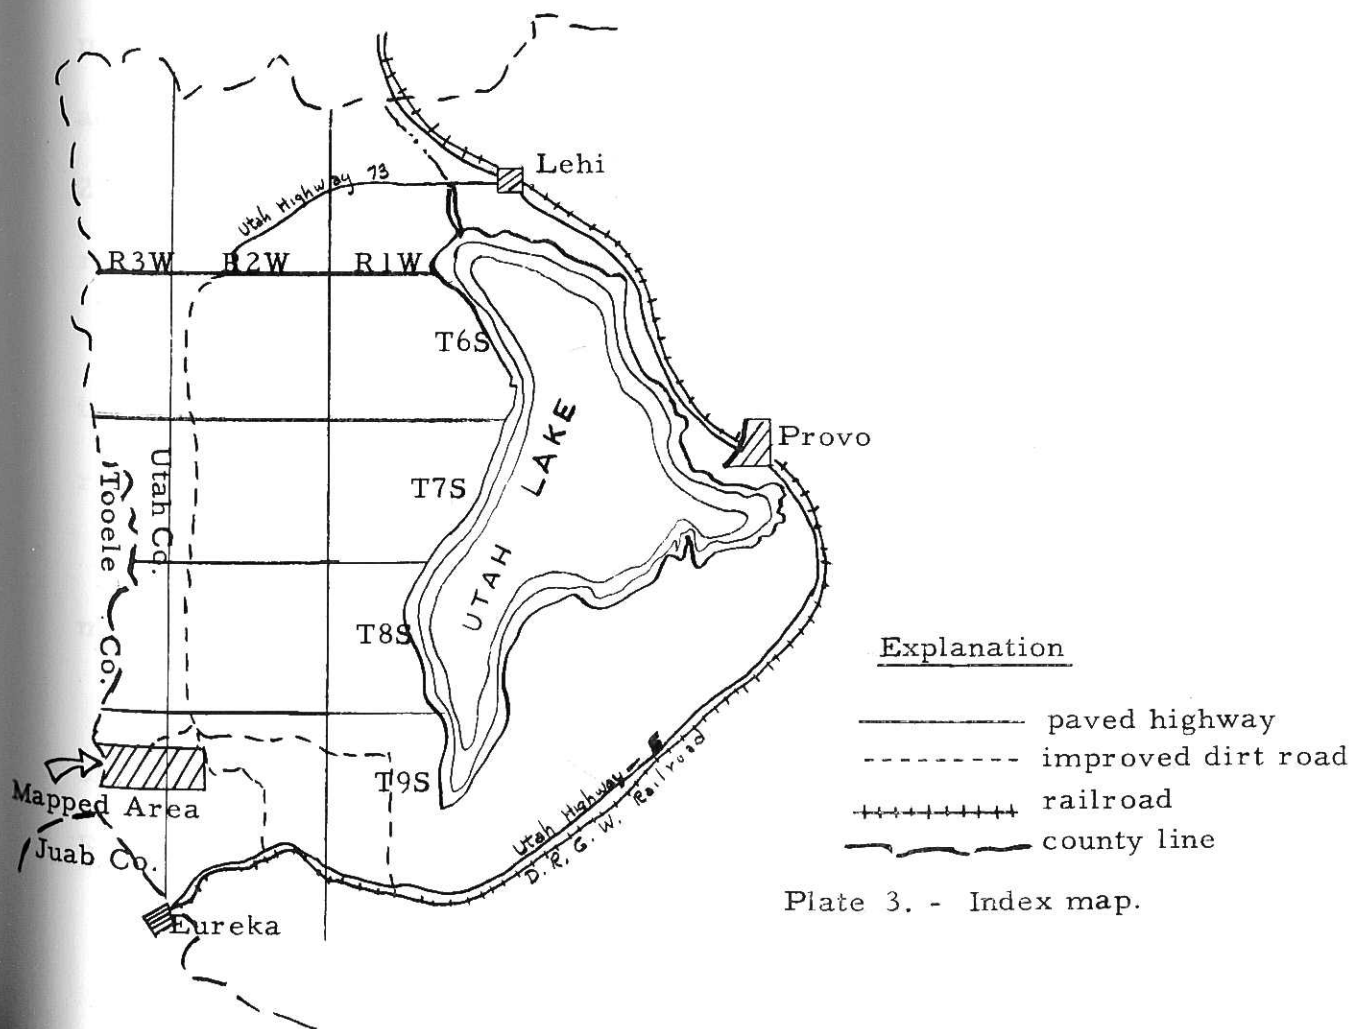 Lehi
Utah Highway 73
R3W R2W R1W
T6S
Provo
UTAH LAKE
T7S
Utah Co.
Tooele Co.
T8S
Explanation
paved highway
improved dirt road
railroad
county line
T9S
Mapped Area
Utah Highway – 6
D. R. G. W. Railroad
Juab Co.
Plate 3. - Index map.
Eureka